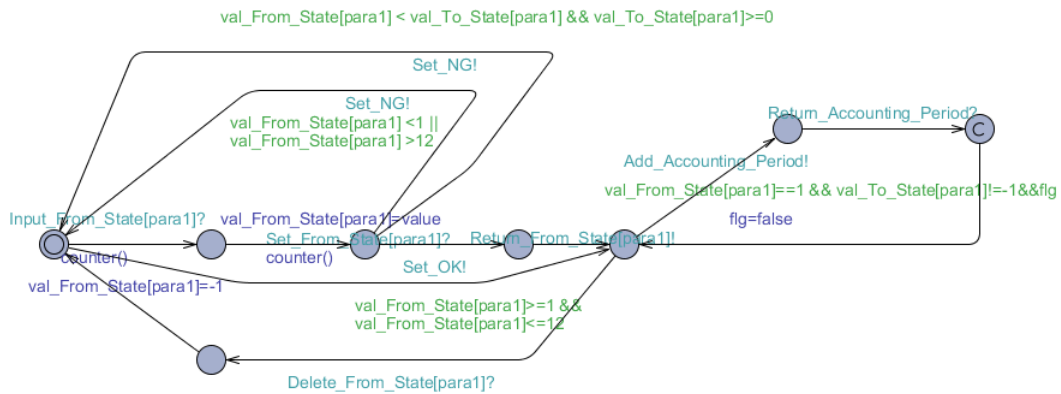 val_From_State[para1] < val_To_State[para1] && val_To_State[para1]>=0
Set_NG!
Set_NG!
val_From_State[para1] <1 ||
val_From_State[para1] >12
Return_Accounting_Period?
C
Add_Accounting_Period!
val_From_State[para1]==1 && val_To_State[para1]!=-1&&flg
flg=false
Input_From_State[para1]?
val_From_State[para1]=value
Set_From_State[para1]?
Return_From_State[para1]!
counter()
counter()
Set_OK!
val_From_State[para1]=-1
val_From_State[para1]>=1 &&
val_From_State[para1]<=12
Delete_From_State[para1]?